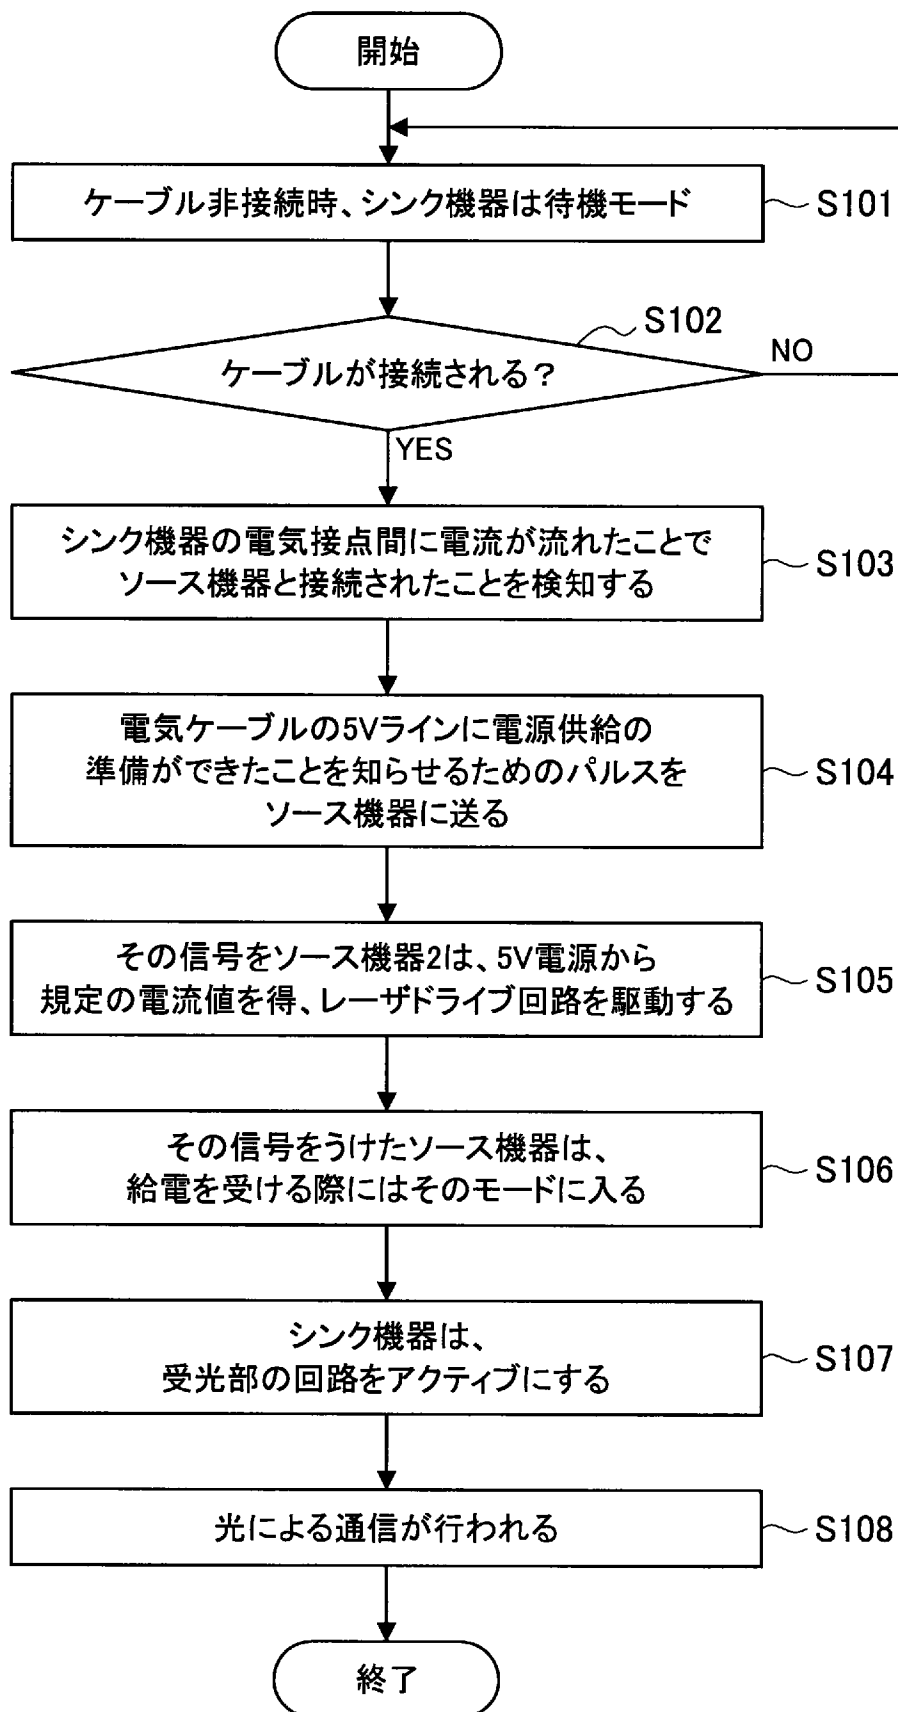 開始
ケーブル非接続時、シンク機器は待機モード
S101
S102
ケーブルが接続される?
NO
YES
シンク機器の電気接点間に電流が流れたことで
ソース機器と接続されたことを検知する
S103
電気ケーブルの5Vラインに電源供給の
準備ができたことを知らせるためのパルスを
ソース機器に送る
S104
その信号をソース機器2は、5V電源から
規定の電流値を得、レーザドライブ回路を駆動する
S105
その信号をうけたソース機器は、
給電を受ける際にはそのモードに入る
S106
シンク機器は、
受光部の回路をアクティブにする
S107
光による通信が行われる
S108
終了